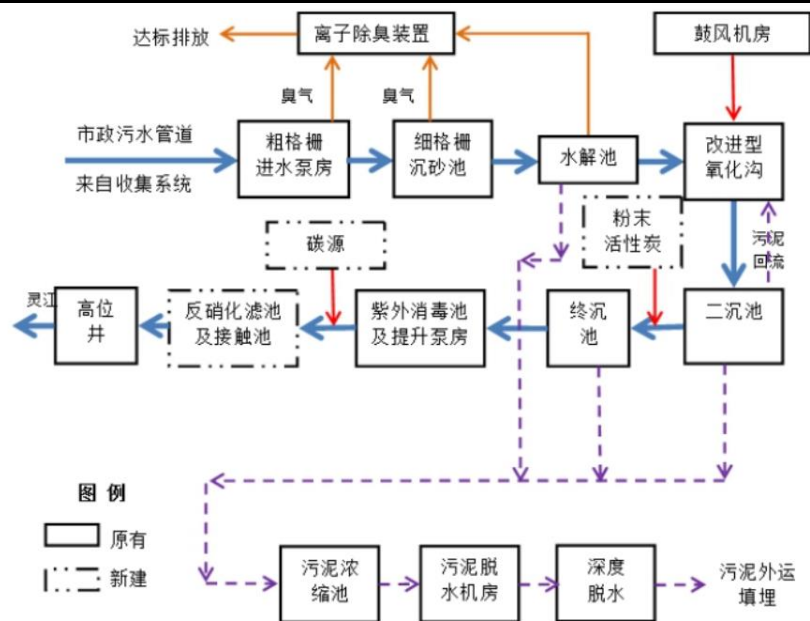 达标排放
离子除臭装置
鼓风机房
臭气
臭气
市政污水管道
来自收集系统
粗格栅
进水泵房
细格栅
沉砂池
水解池
改进型
氧化沟
碳源
粉末
活性炭
污泥
回流
灵江
高位
井
反硝化滤池
及接触池
紫外消毒池
及提升泵房
终沉
池
二沉池
图 例
原有
新建
污泥浓
缩池
污泥脱
水机房
深度
脱水
污泥外运
填埋